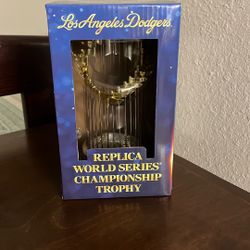 Los Angeles Dodgers
REPLICA
WORLD SERIES®
CHAMPIONSHIP
TROPHY